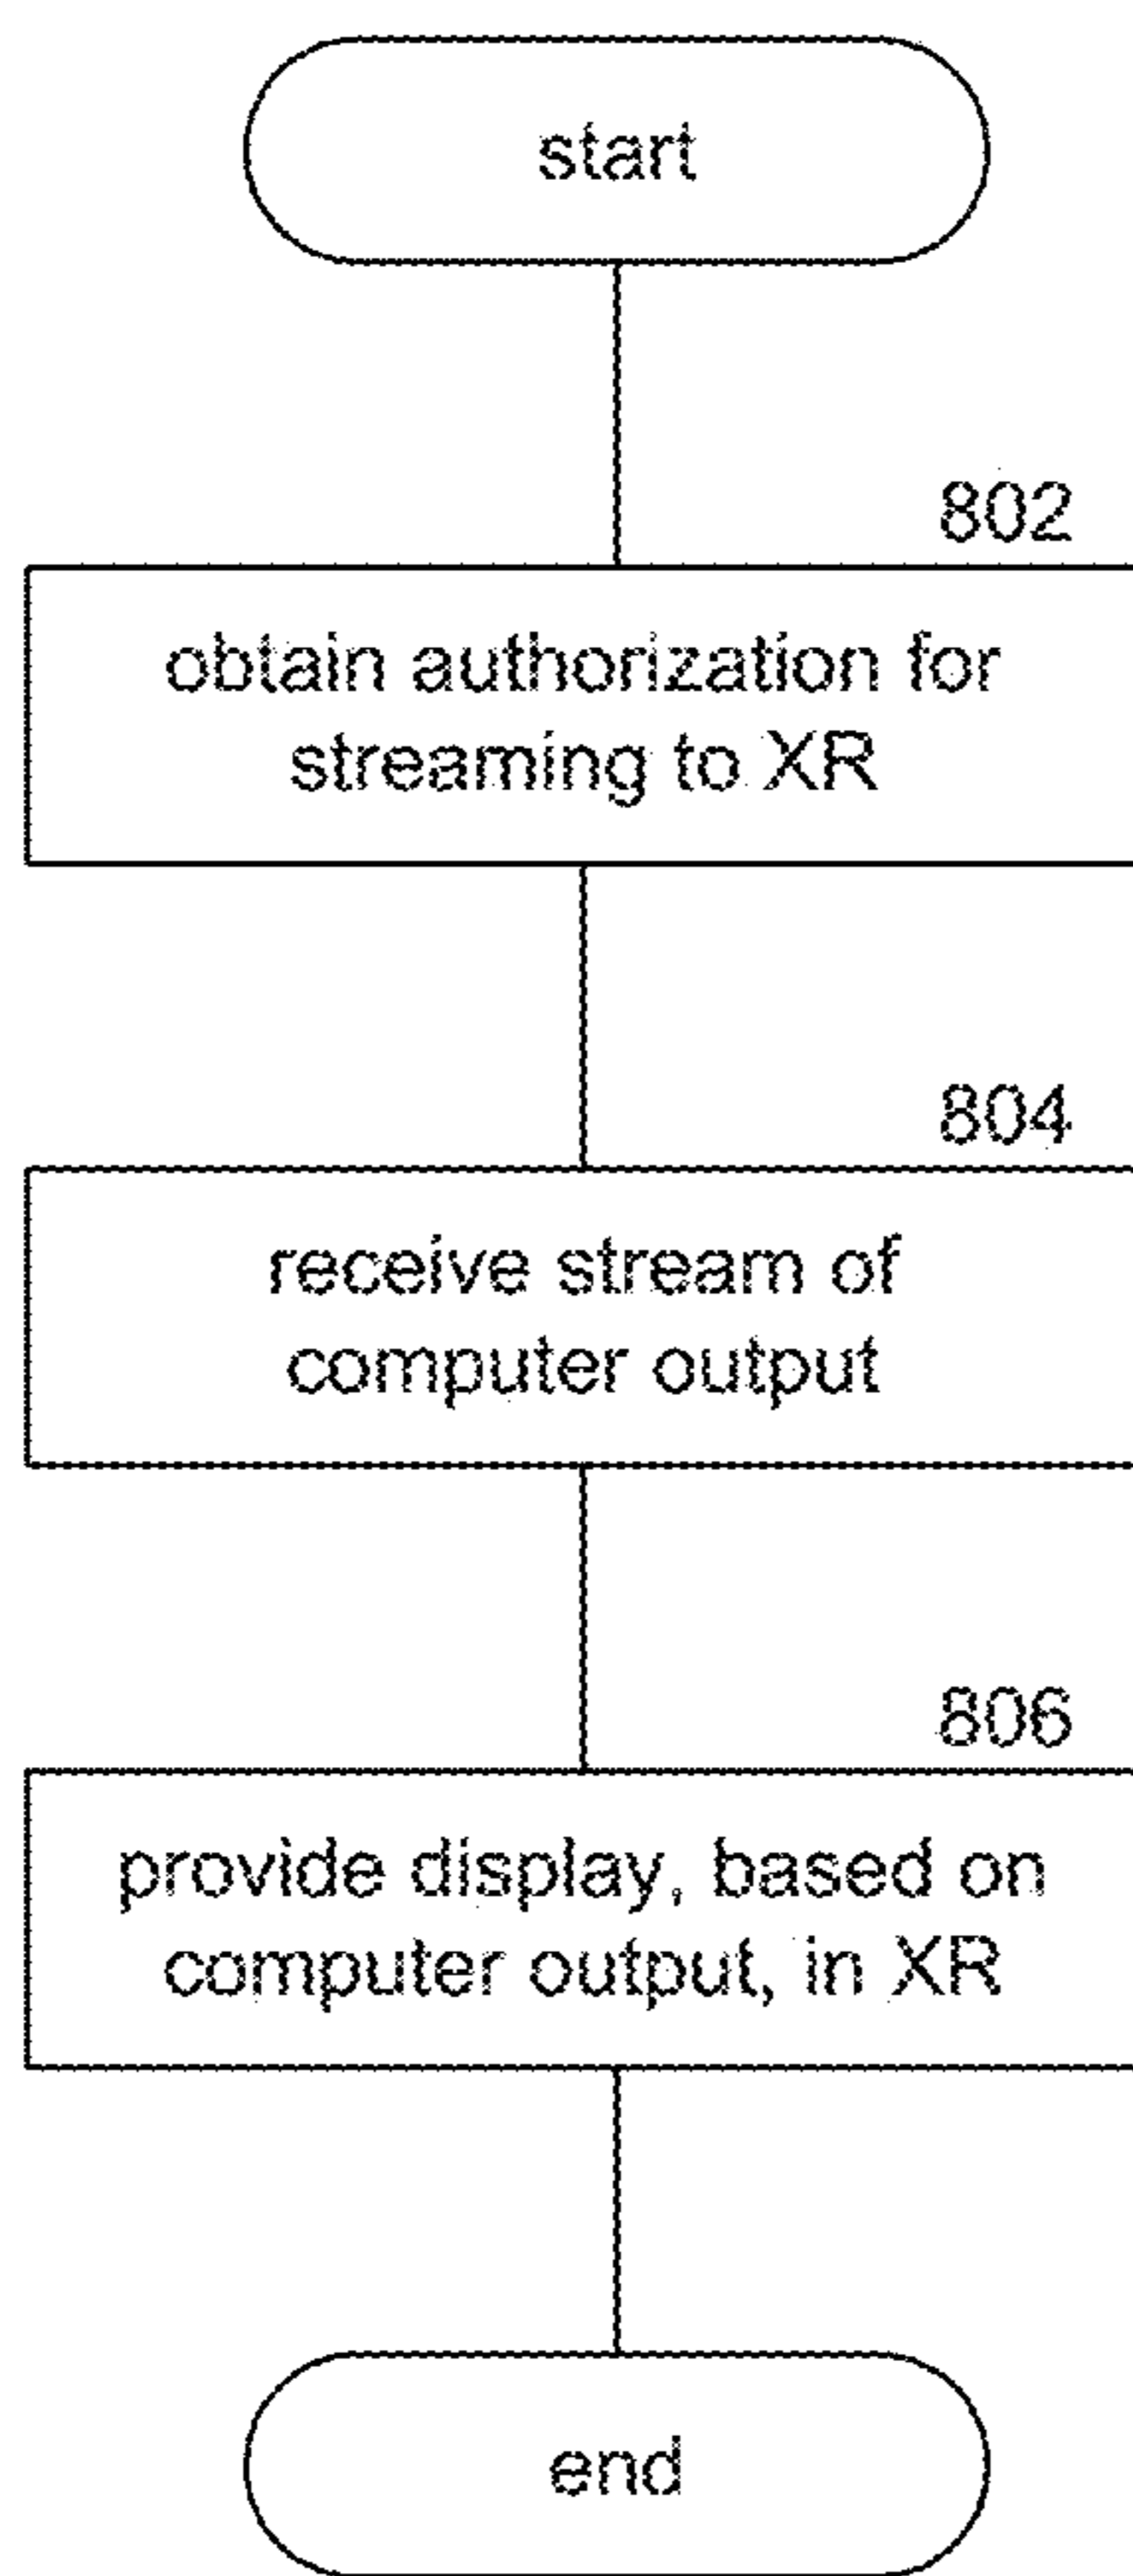 start
802
obtain authorization for
streaming to XR
804
receive stream of
computer output
806
provide display, based on
computer output, in XR
end